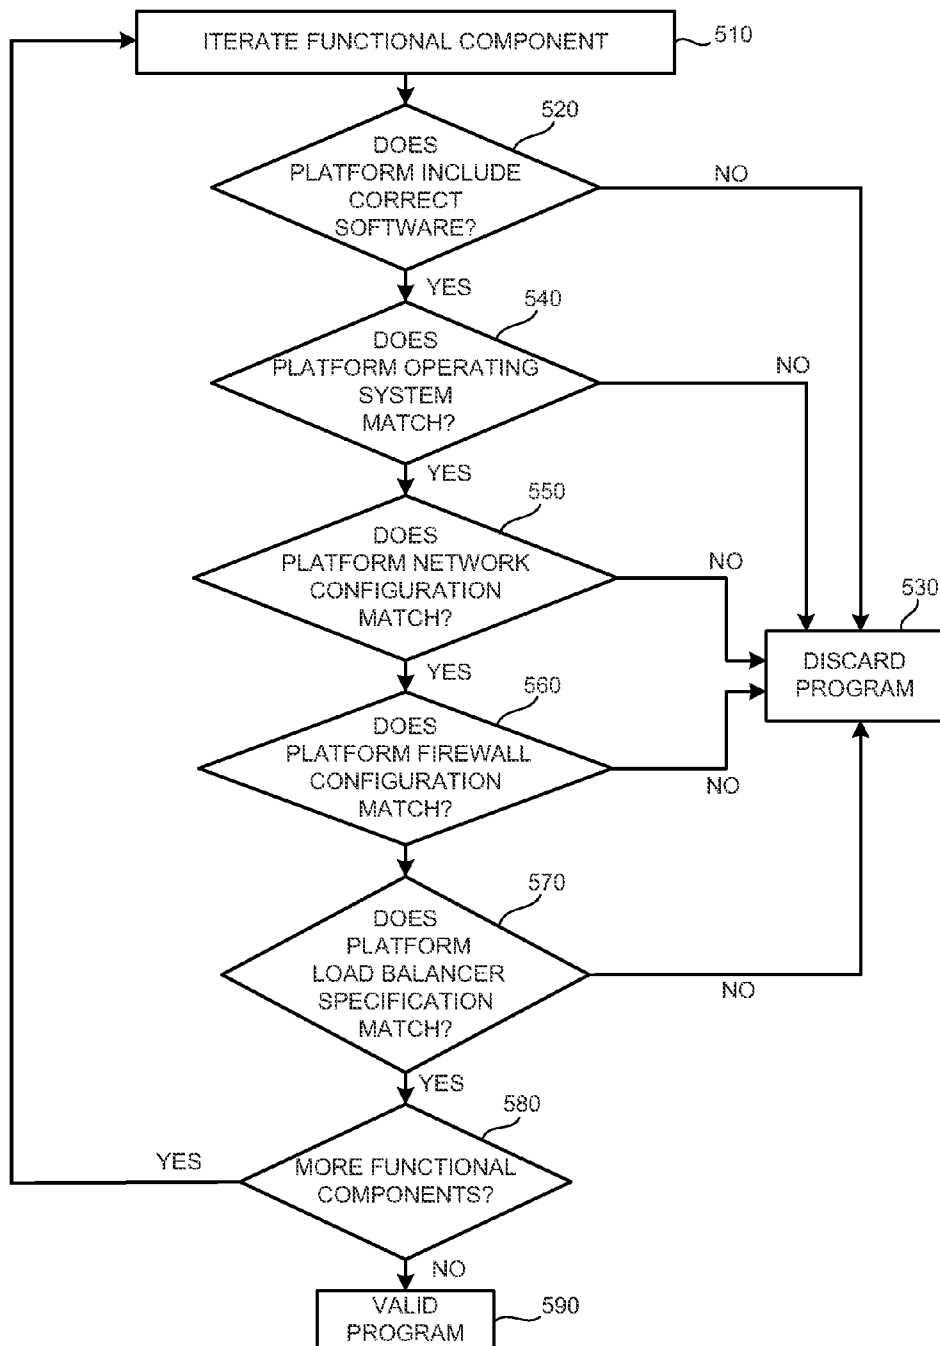 ITERATE FUNCTIONAL COMPONENT
510
520
DOES
PLATFORM INCLUDE
CORRECT
SOFTWARE?
NO
YES
540
DOES
PLATFORM OPERATING
SYSTEM
MATCH?
NO
YES
550
DOES
PLATFORM NETWORK
CONFIGURATION
MATCH?
NO
530
DISCARD
PROGRAM
YES
560
DOES
PLATFORM FIREWALL
CONFIGURATION
MATCH?
NO
570
DOES
PLATFORM
LOAD BALANCER
SPECIFICATION
MATCH?
NO
YES
580
YES
MORE FUNCTIONAL
COMPONENTS?
NO
VALID
PROGRAM
590